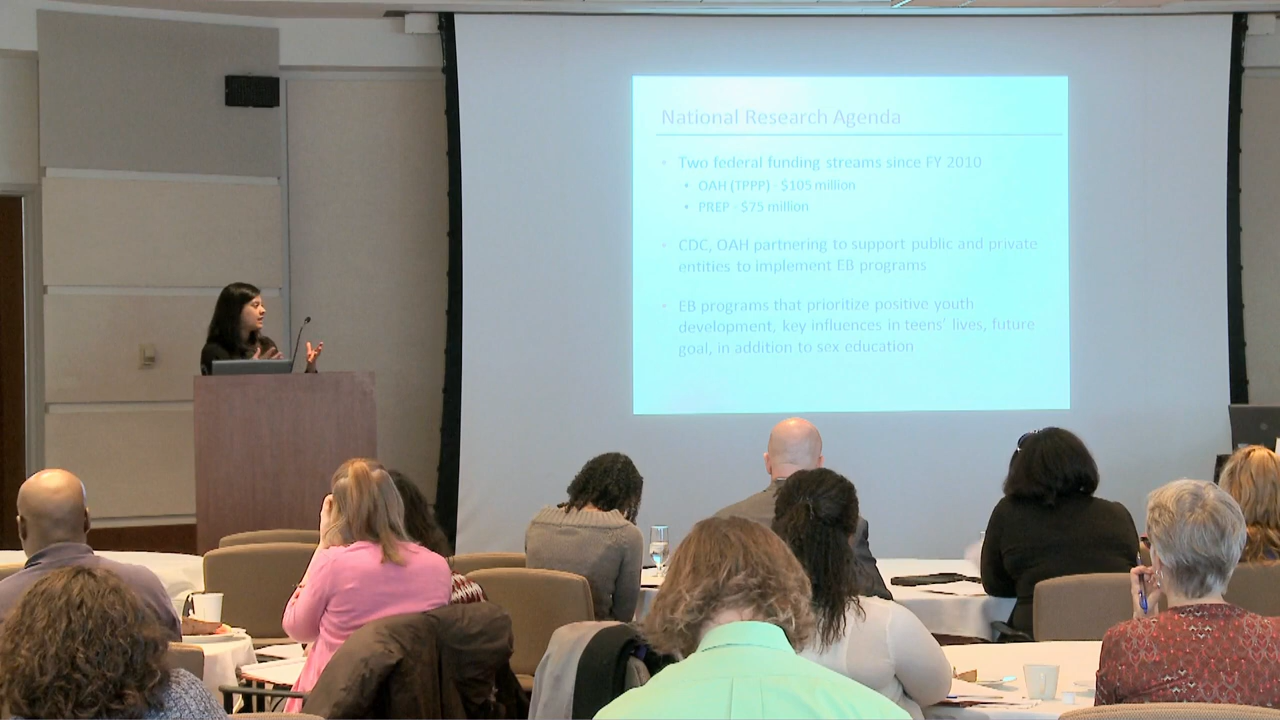 National Research Agenda
• Two federal funding streams since FY 2010
• OAH (TPPP) - $105 million
• PREP - $75 million
• CDC, OAH partnering to support public and private
entities to implement EB programs
• EB programs that prioritize positive youth
development, key influences in teens' lives, future
goal, in addition to sex education